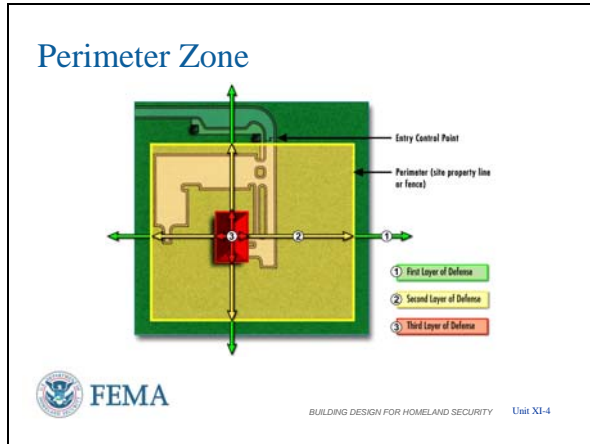 Perimeter Zone
Entry Control Point
Perimeter (site property line
or fence)
3
2
1
1 First Layer of Defense
2 Second Layer of Defense
3 Third Layer of Defense
FEMA
BUILDING DESIGN FOR HOMELAND SECURITY Unit XI-4